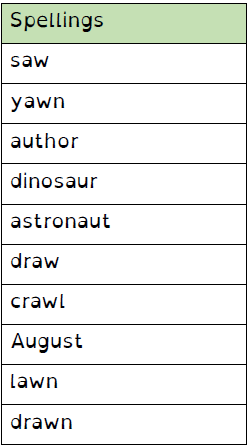 Spellings
saw
yawn
author
dinosaur
astronaut
draw
crawl
August
lawn
drawn